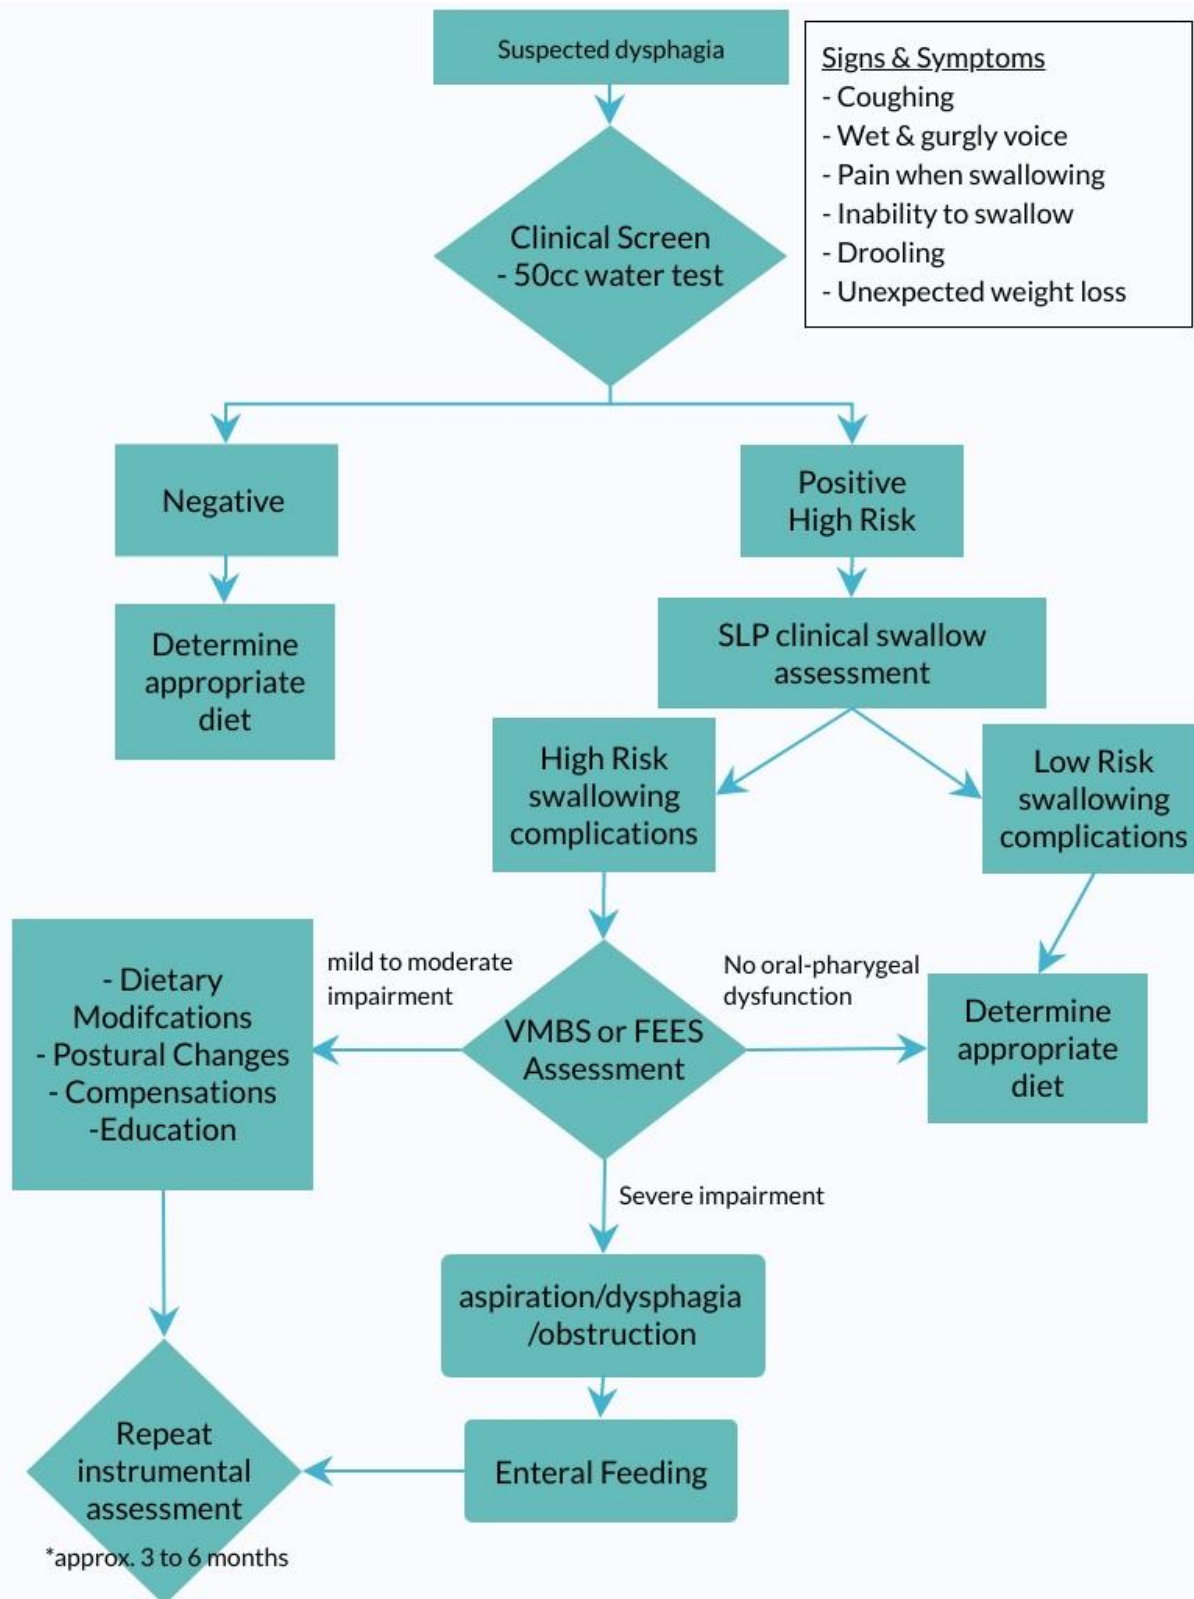 Suspected dysphagia
Signs & Symptoms
- Coughing
- Wet & gurgly voice
- Pain when swallowing
- Inability to swallow
- Drooling
- Unexpected weight loss
Clinical Screen
- 50cc water test
Negative
Positive
High Risk
Determine
appropriate
diet
SLP clinical swallow
assessment
High Risk
swallowing
complications
Low Risk
swallowing
complications
- Dietary
Modifcations
- Postural Changes
- Compensations
-Education
mild to moderate
impairment
VMBS or FEES
Assessment
No oral-pharygeal
dysfunction
Determine
appropriate
diet
Severe impairment
aspiration/dysphagia
/obstruction
Repeat
instrumental
assessment
*approx. 3 to 6 months
Enteral Feeding